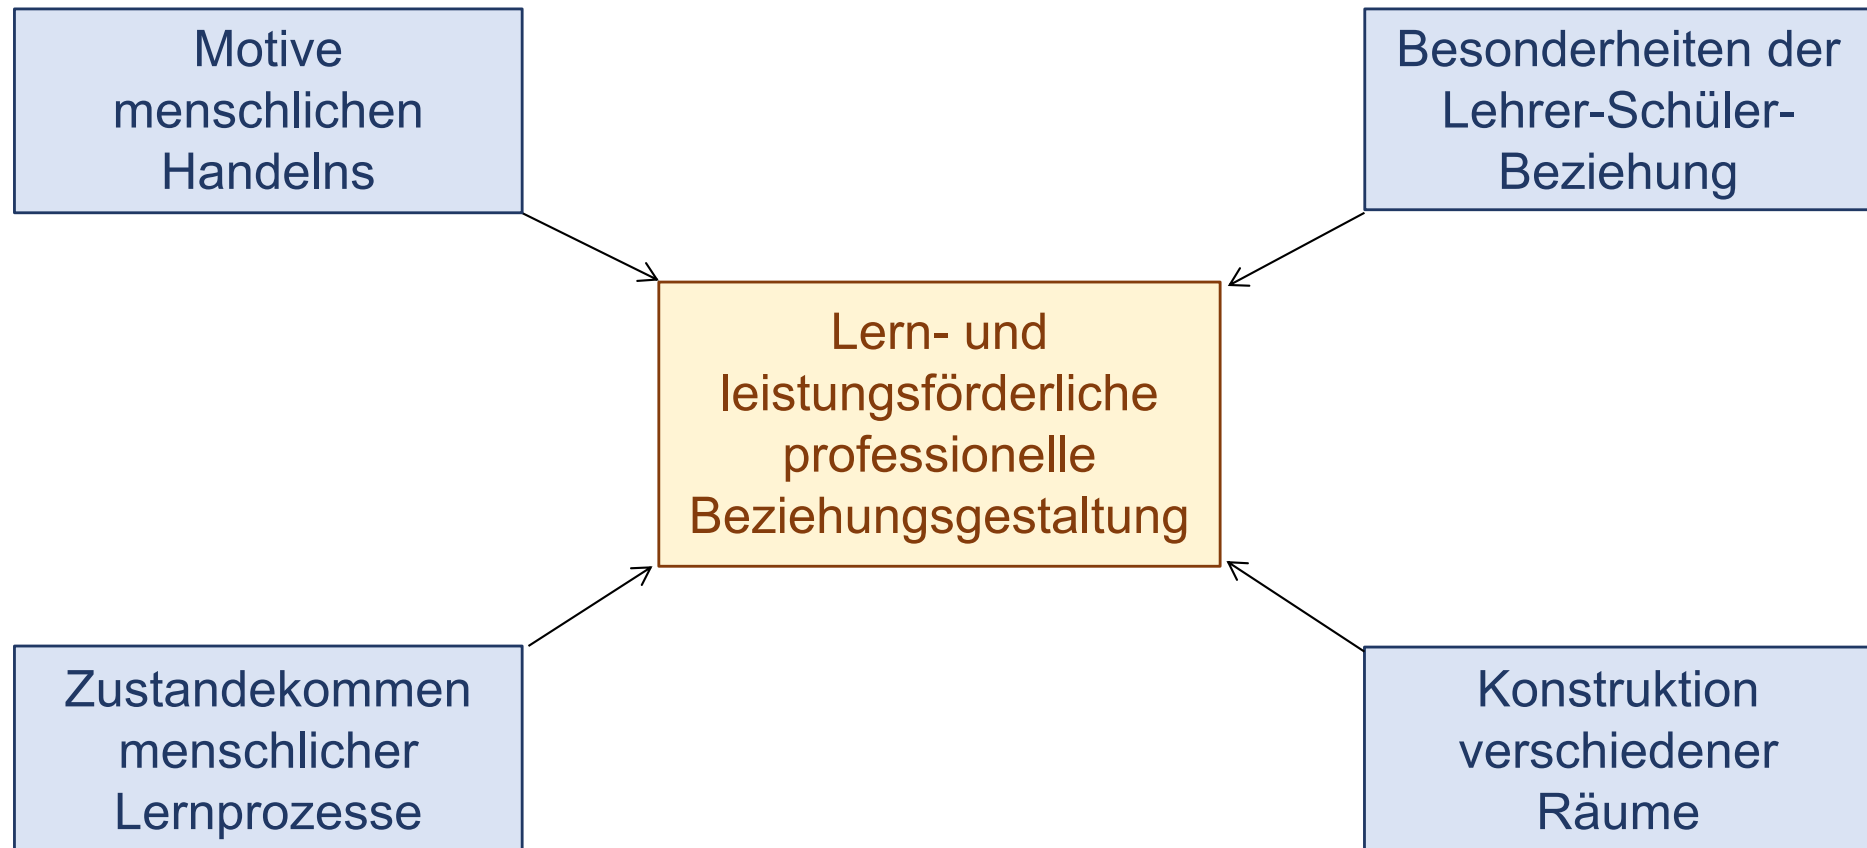 Motive
menschlichen
Handelns
Besonderheiten der
Lehrer-Schüler-
Beziehung
Lern- und
leistungsförderliche
professionelle
Beziehungsgestaltung
Zustandekommen
menschlicher
Lernprozesse
Konstruktion
verschiedener
Räume